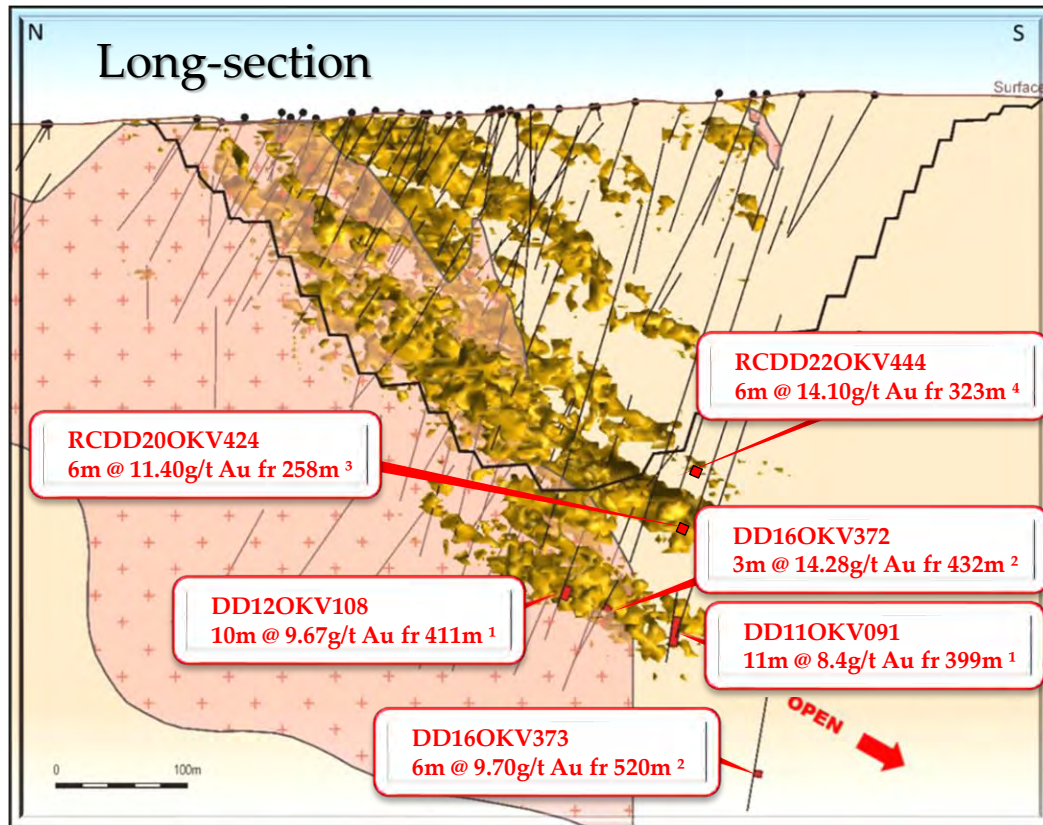 N
S
Long-section
Surface
RCDD22OKV444
6m @ 14.10g/t Au fr 323m ⁴
RCDD20OKV424
6m @ 11.40g/t Au fr 258m ³
DD16OKV372
3m @ 14.28g/t Au fr 432m ²
DD12OKV108
10m @ 9.67g/t Au fr 411m ¹
DD11OKV091
11m @ 8.4g/t Au fr 399m ¹
OPEN
DD16OKV373
6m @ 9.70g/t Au fr 520m ²
0 100m